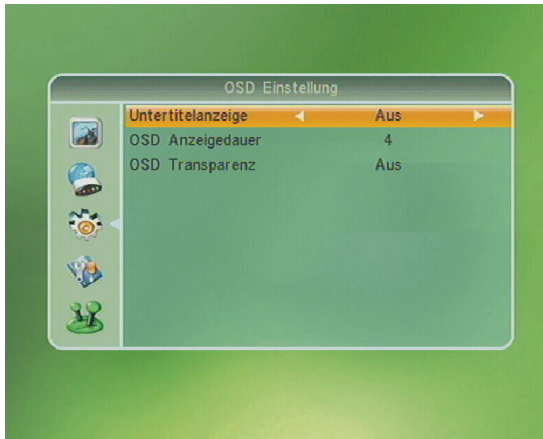 OSD Einstellung
Untertitelanzeige Aus
OSD Anzeigedauer 4
OSD Transparenz Aus